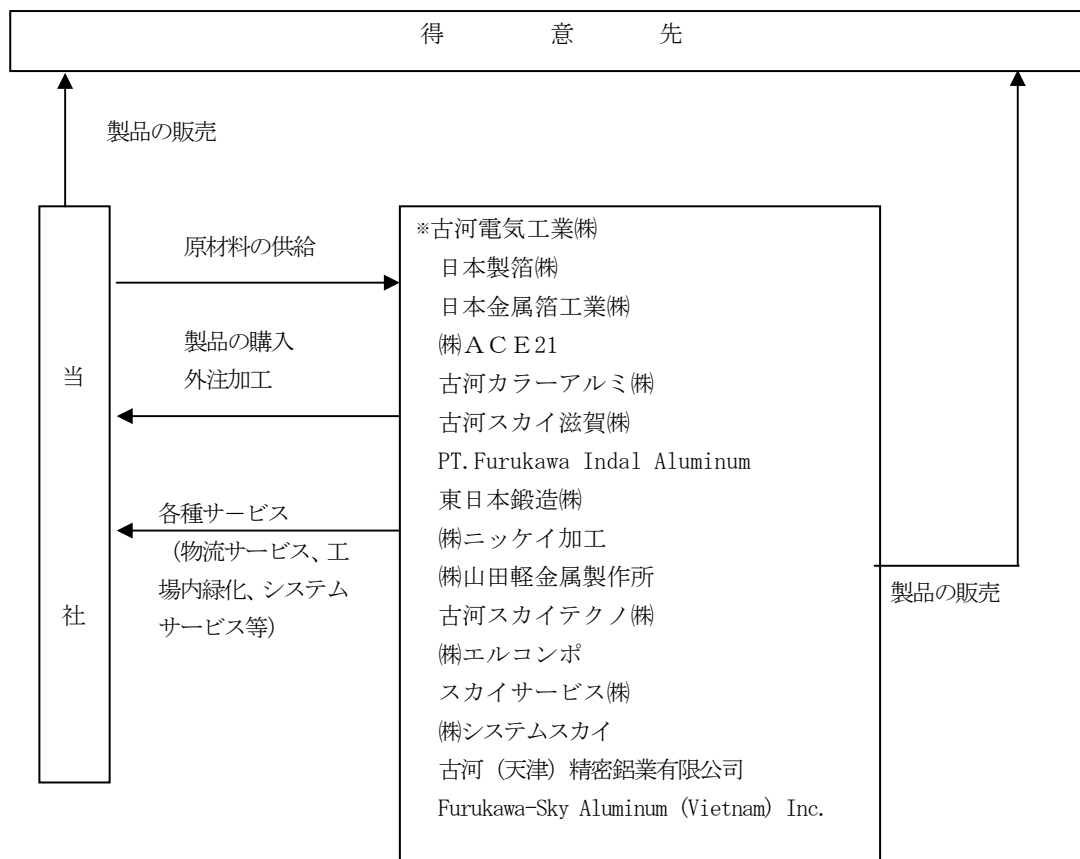 得意先
製品の販売
当社
原材料の供給
製品の購入
外注加工
各種サービス
（物流サービス、工
場内緑化、システム
サービス等）
※古河電気工業㈱
日本製箔㈱
日本金属箔工業㈱
㈱ＡＣＥ21
古河カラーアルミ㈱
古河スカイ滋賀㈱
PT.Furukawa Indal Aluminum
東日本鍛造㈱
㈱ニッケイ加工
㈱山田軽金属製作所
古河スカイテクノ㈱
㈱エルコンポ
スカイサービス㈱
㈱システムスカイ
古河（天津）精密鋁業有限公司
Furukawa-Sky Aluminum (Vietnam) Inc.
製品の販売